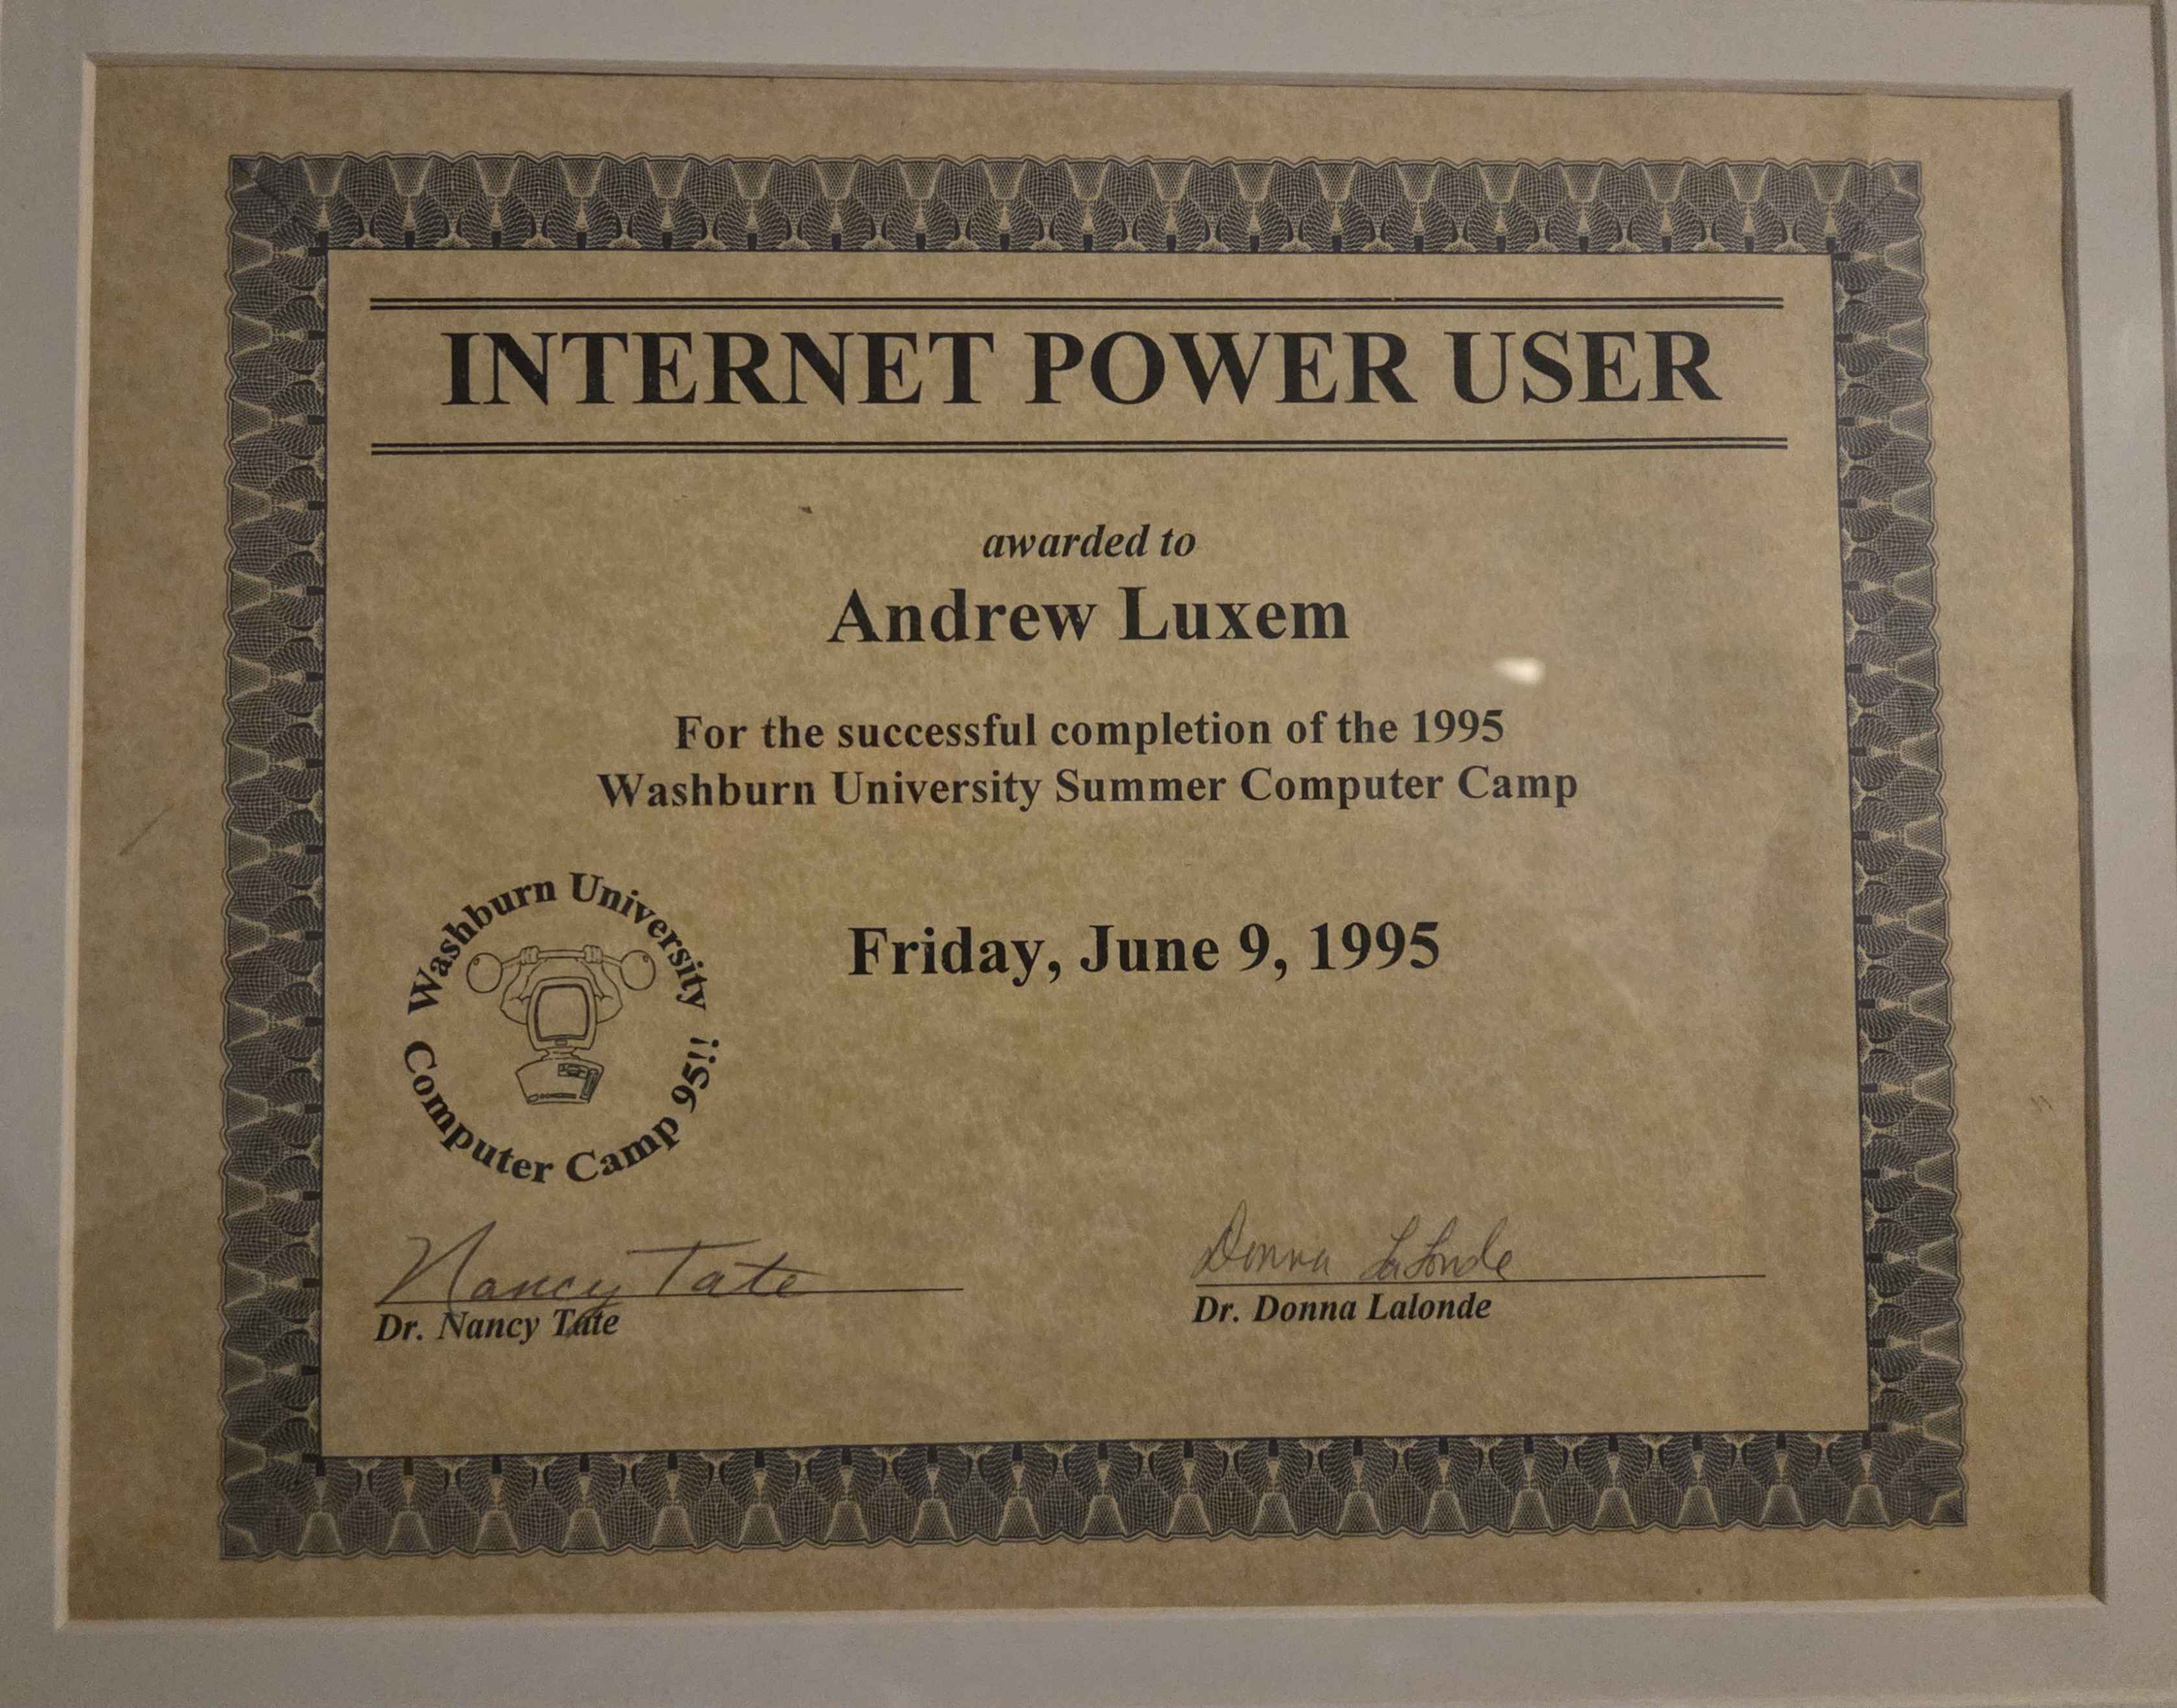 INTERNET POWER USER
awarded to
Andrew Luxem
For the successful completion of the 1995
Washburn University Summer Computer Camp
Washburn University
Computer Camp 95!!
Friday, June 9, 1995
Nancy Tate
Dr. Nancy Tate
Donna LaLonde
Dr. Donna Lalonde